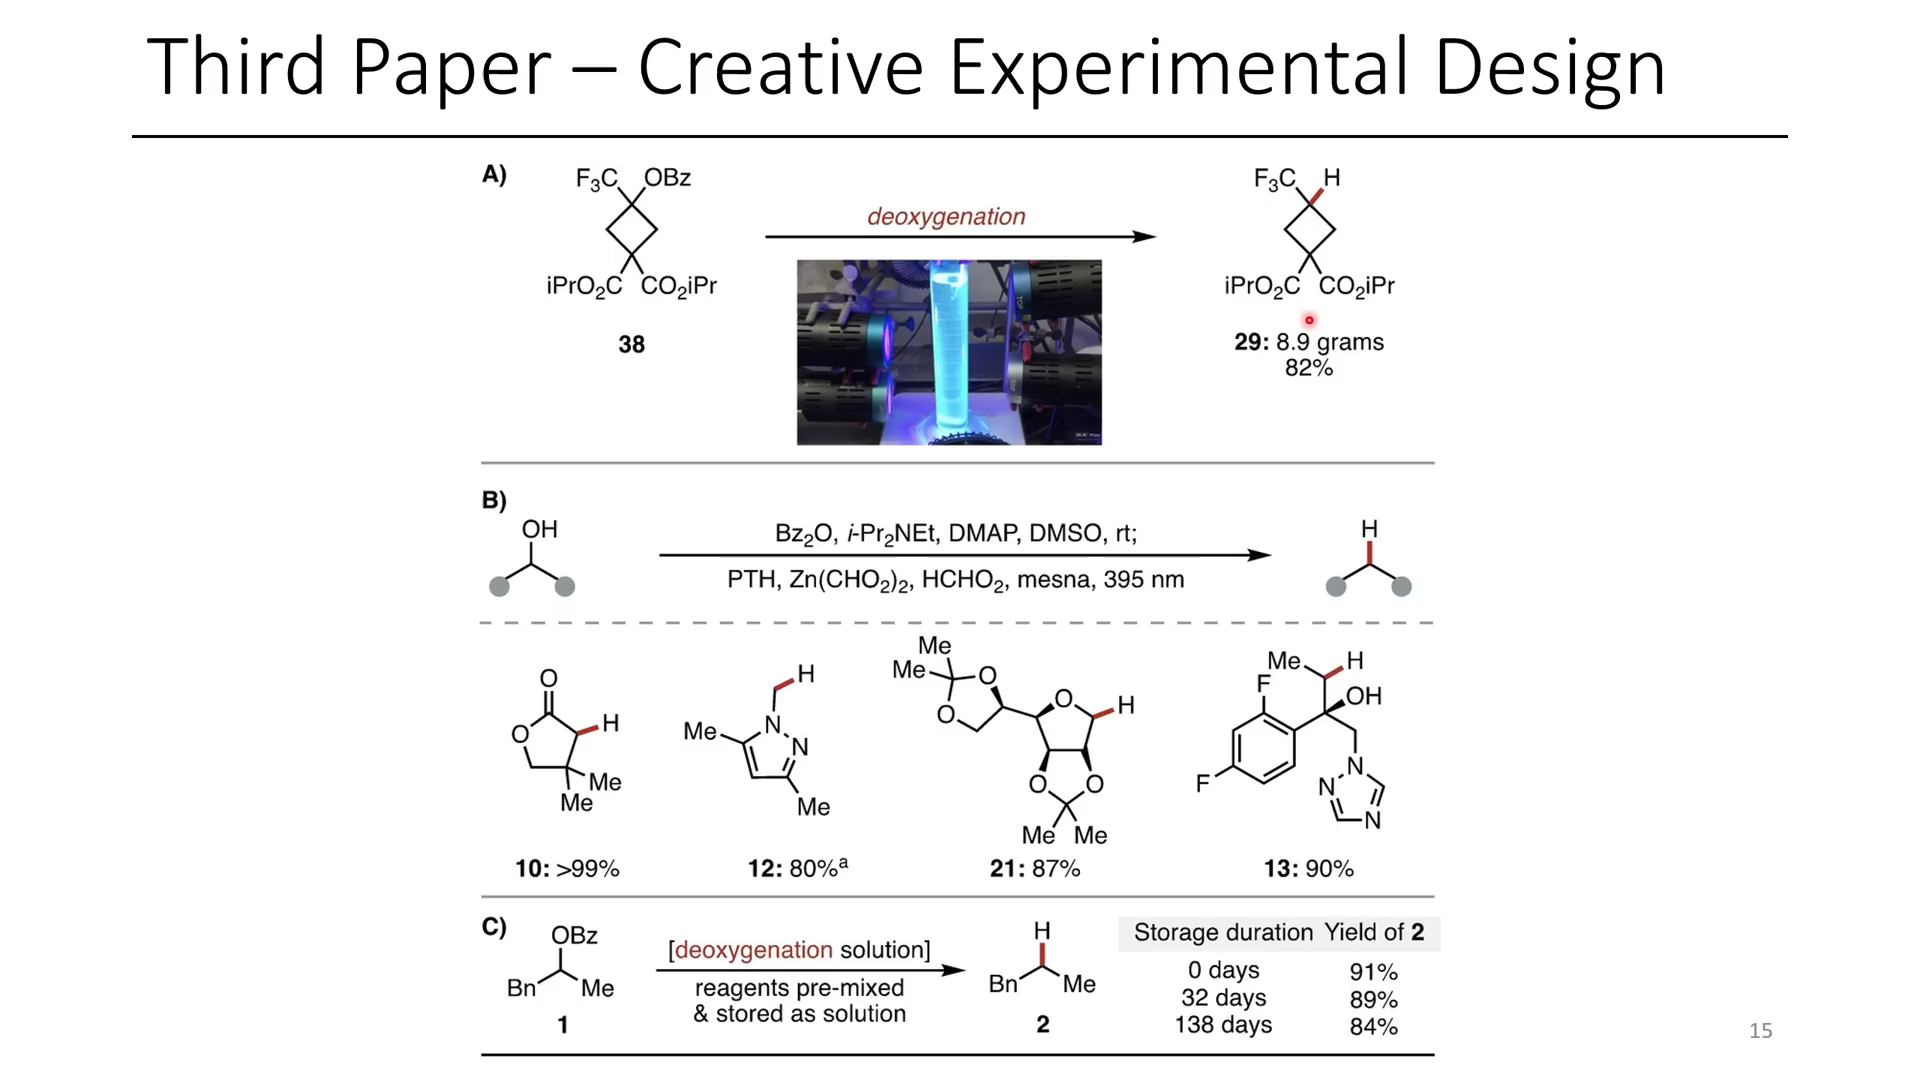 Third Paper – Creative Experimental Design
A)
F₃C OBz
iPrO₂C CO₂iPr
38
deoxygenation
F₃C H
iPrO₂C CO₂iPr
29: 8.9 grams
82%
B)
OH
Bz₂O, i-Pr₂NEt, DMAP, DMSO, rt;
PTH, Zn(CHO₂)₂, HCHO₂, mesna, 395 nm
H
O
O
H
Me
Me
10: >99%
H
N
N
Me
Me
12: 80%ᵃ
Me
Me
O
O
O
H
O O
Me Me
21: 87%
Me H
F
OH
F
N
N
N
13: 90%
C)
OBz
Bn Me
1
[deoxygenation solution]
reagents pre-mixed
& stored as solution
H
Bn Me
2
Storage duration Yield of 2
0 days 91%
32 days 89%
138 days 84%
15